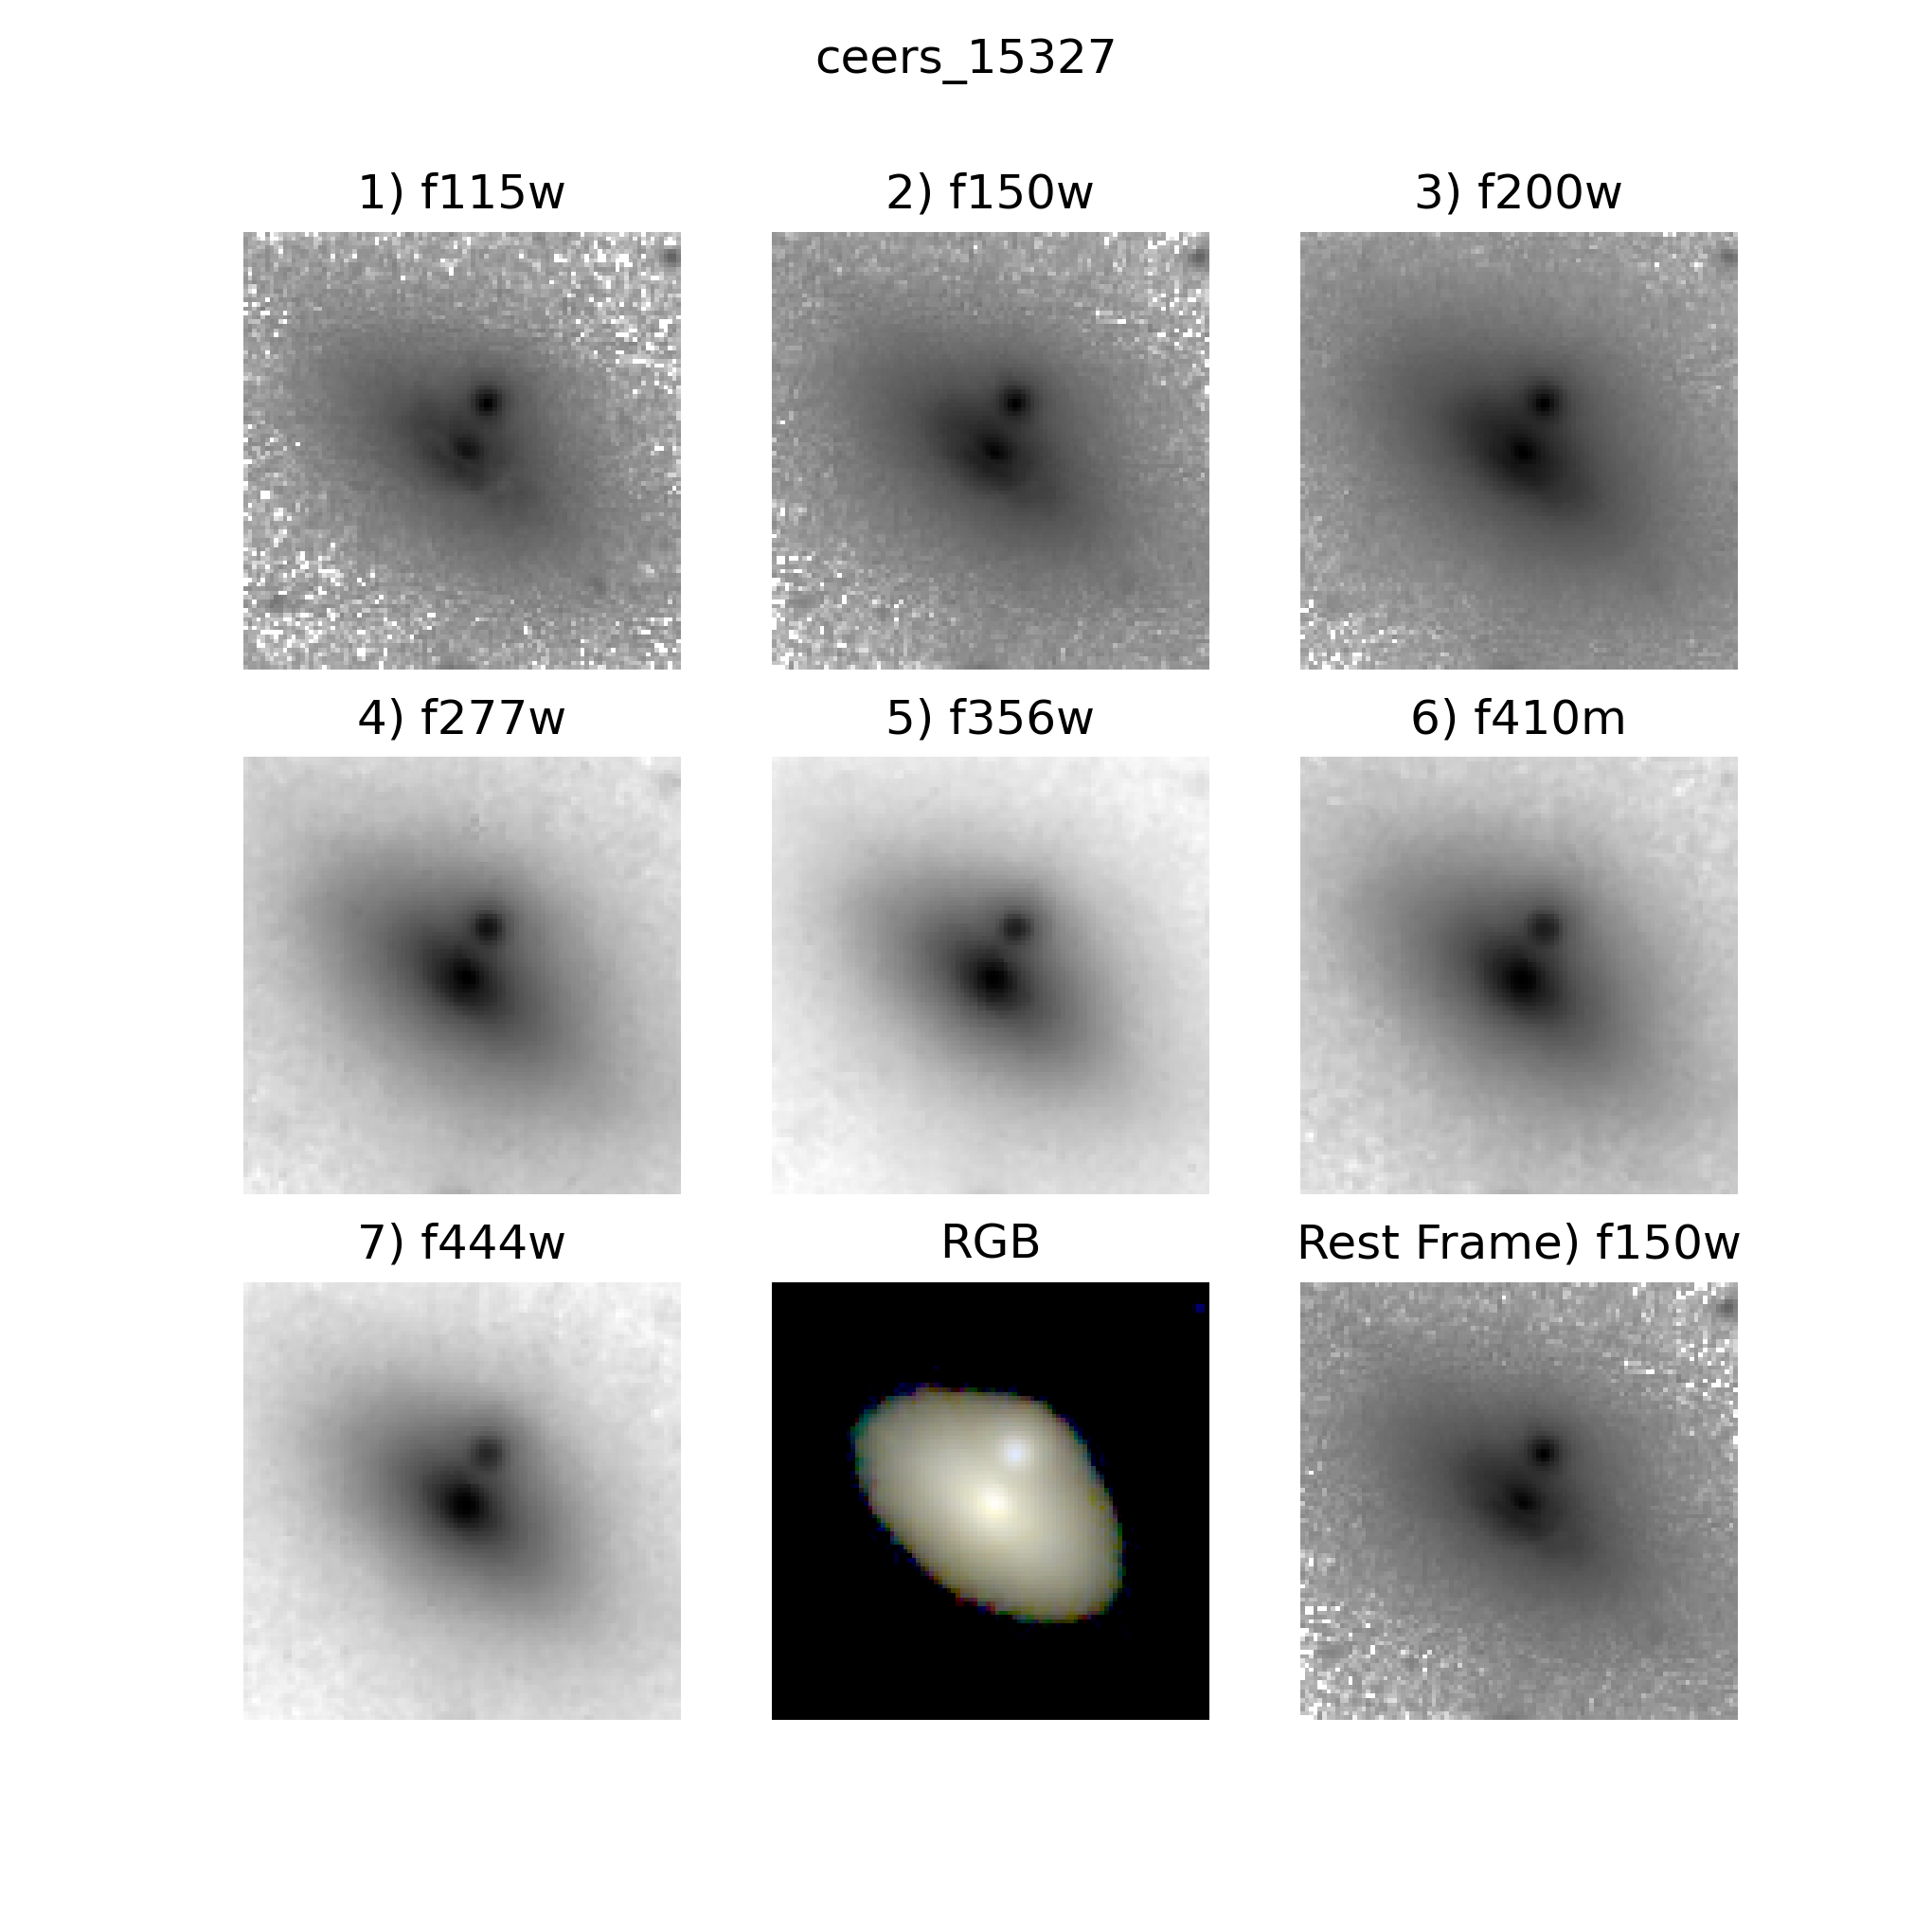 ceers_15327
1) f115w
2) f150w
3) f200w
4) f277w
5) f356w
6) f410m
7) f444w
RGB
Rest Frame) f150w